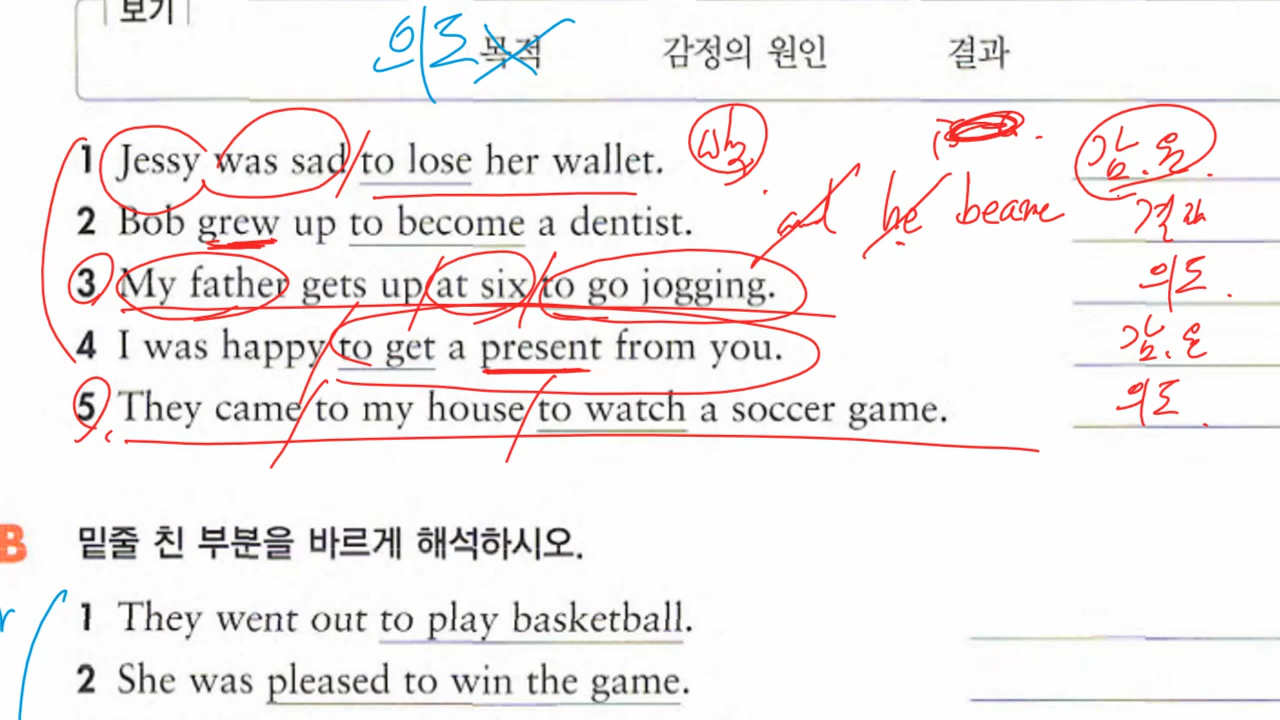 보기
의도 목적 감정의 원인 결과
1 Jessy was sad to lose her wallet. 감.원.
2 Bob grew up to become a dentist. and he became 결과
3 My father gets up at six to go jogging. 의도.
4 I was happy to get a present from you. 감.원
5 They came to my house to watch a soccer game. 의도.
B 밑줄 친 부분을 바르게 해석하시오.
1 They went out to play basketball.
2 She was pleased to win the game.